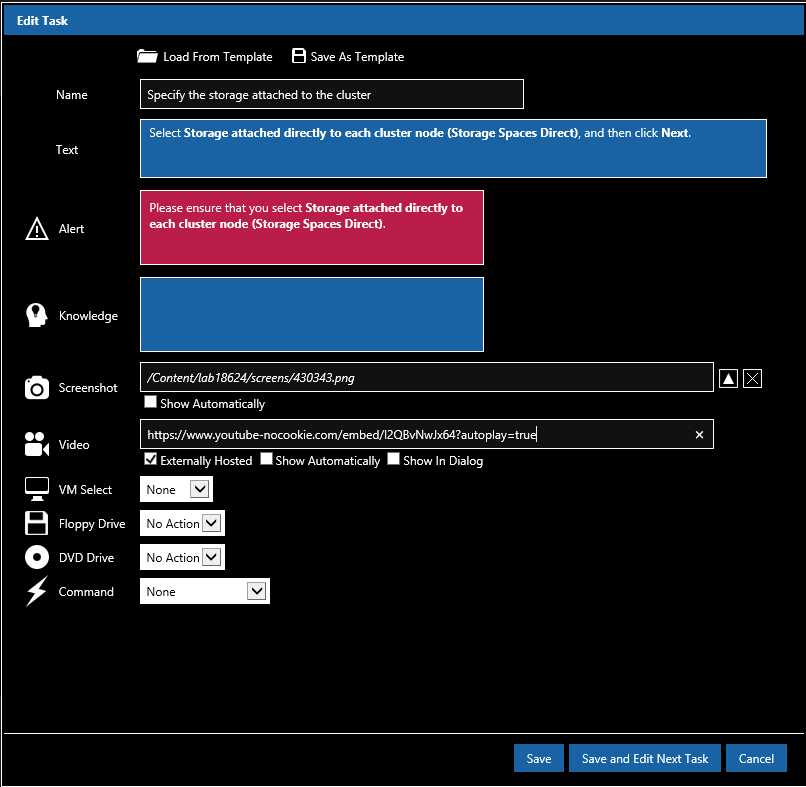 Edit Task
Load From Template Save As Template
Name Specify the storage attached to the cluster
Text Select Storage attached directly to each cluster node (Storage Spaces Direct), and then click Next.
Alert Please ensure that you select Storage attached directly to
each cluster node (Storage Spaces Direct).
Knowledge
Screenshot /Content/lab18624/screens/430343.png
Show Automatically
Video https://www.youtube-nocookie.com/embed/l2QBvNwJx64?autoplay=true
Externally Hosted Show Automatically Show In Dialog
VM Select None
Floppy Drive No Action
DVD Drive No Action
Command None
Save Save and Edit Next Task Cancel